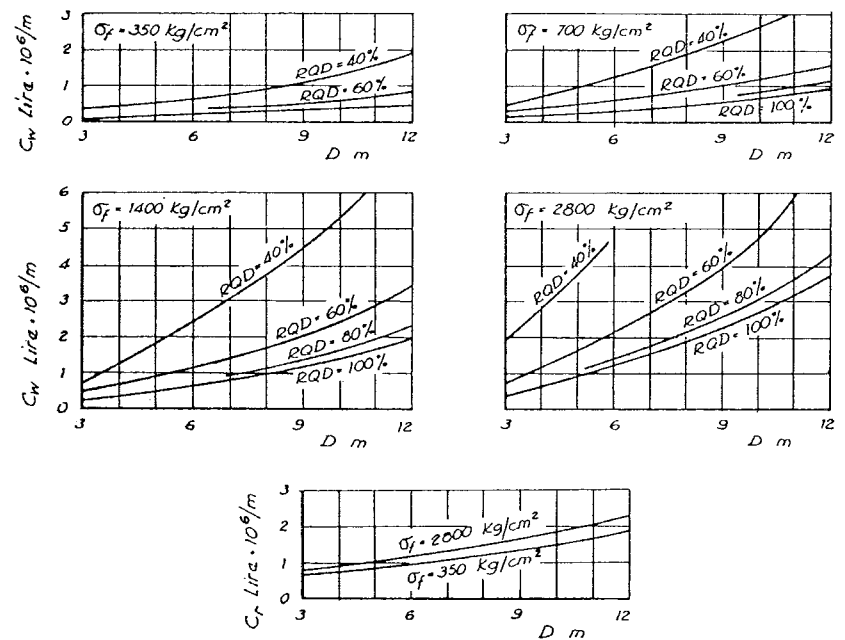 σf = 350 Kg/cm²
3
2
1
0
Cw Lira · 10⁶/m
RQD = 40%
RQD = 60%
3
6
9
12
D m
σf = 700 Kg/cm²
RQD = 40%
RQD = 60%
RQD = 100%
3
6
9
12
D m
σf = 1400 Kg/cm²
6
5
4
3
2
1
0
Cw Lira · 10⁶/m
RQD = 40%
RQD = 60%
RQD = 80%
RQD = 100%
3
6
9
12
D m
σf = 2800 Kg/cm²
RQD = 40%
RQD = 60%
RQD = 80%
RQD = 100%
3
6
9
12
D m
3
2
1
0
Cr Lira · 10⁶/m
σf = 2800 Kg/cm²
σf = 350 Kg/cm²
3
6
9
12
D m